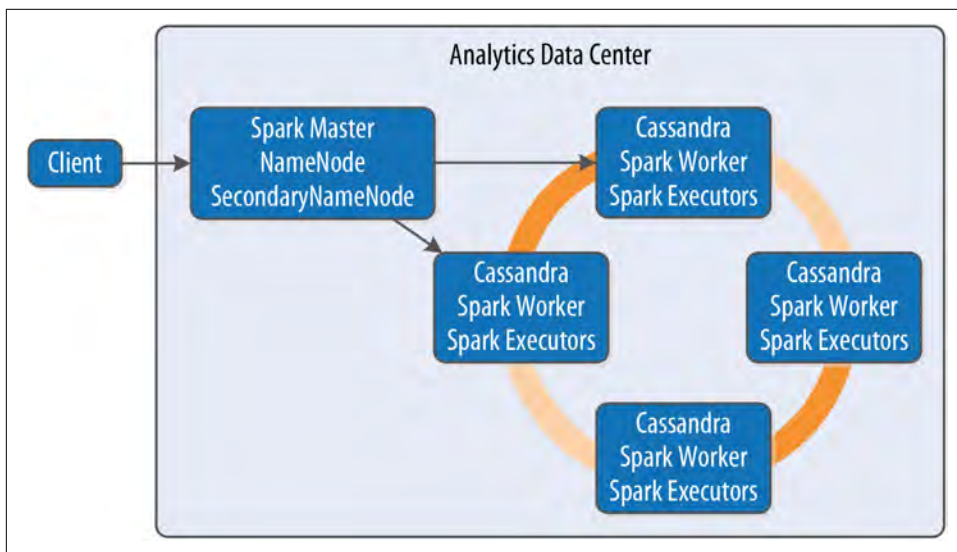 Analytics Data Center
Client
Spark Master
NameNode
SecondaryNameNode
Cassandra
Spark Worker
Spark Executors
Cassandra
Spark Worker
Spark Executors
Cassandra
Spark Worker
Spark Executors
Cassandra
Spark Worker
Spark Executors